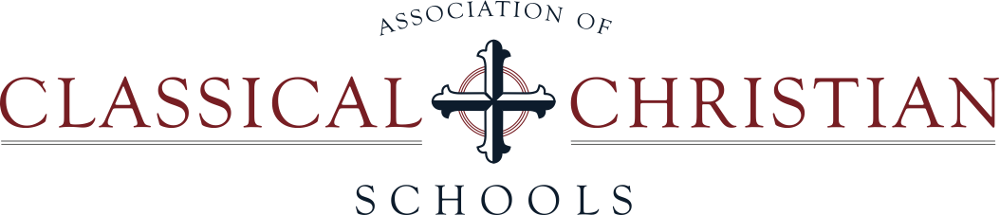 ASSOCIATION OF
CLASSICAL CHRISTIAN
SCHOOLS